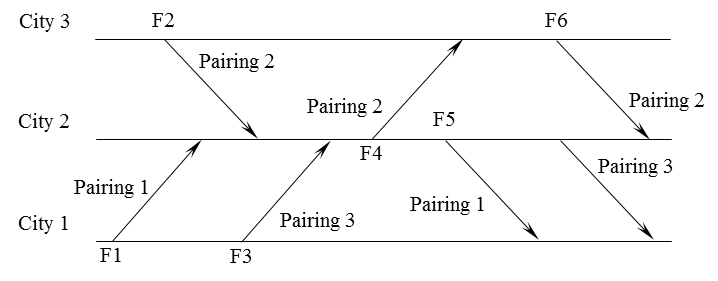 City 3
F2
F6
Pairing 2
Pairing 2
Pairing 2
City 2
F5
F4
Pairing 3
Pairing 1
Pairing 1
Pairing 3
City 1
F1
F3